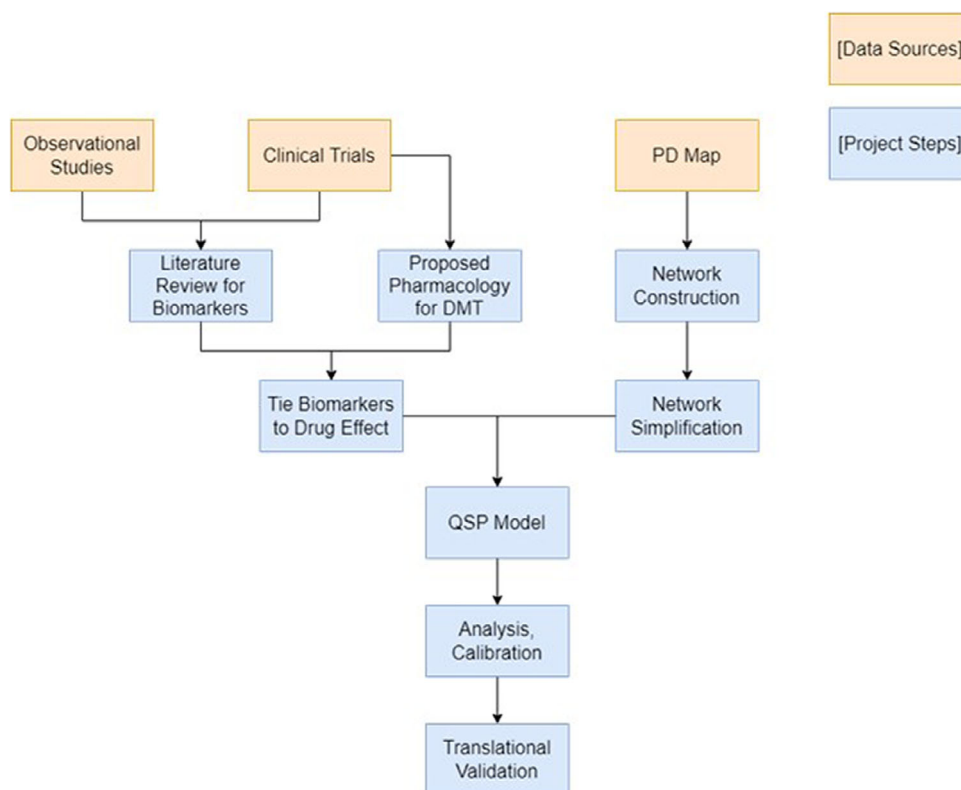 [Data Sources]
[Project Steps]
Observational
Studies
Clinical Trials
PD Map
Literature
Review for
Biomarkers
Proposed
Pharmacology
for DMT
Network
Construction
Tie Biomarkers
to Drug Effect
Network
Simplification
QSP Model
Analysis,
Calibration
Translational
Validation